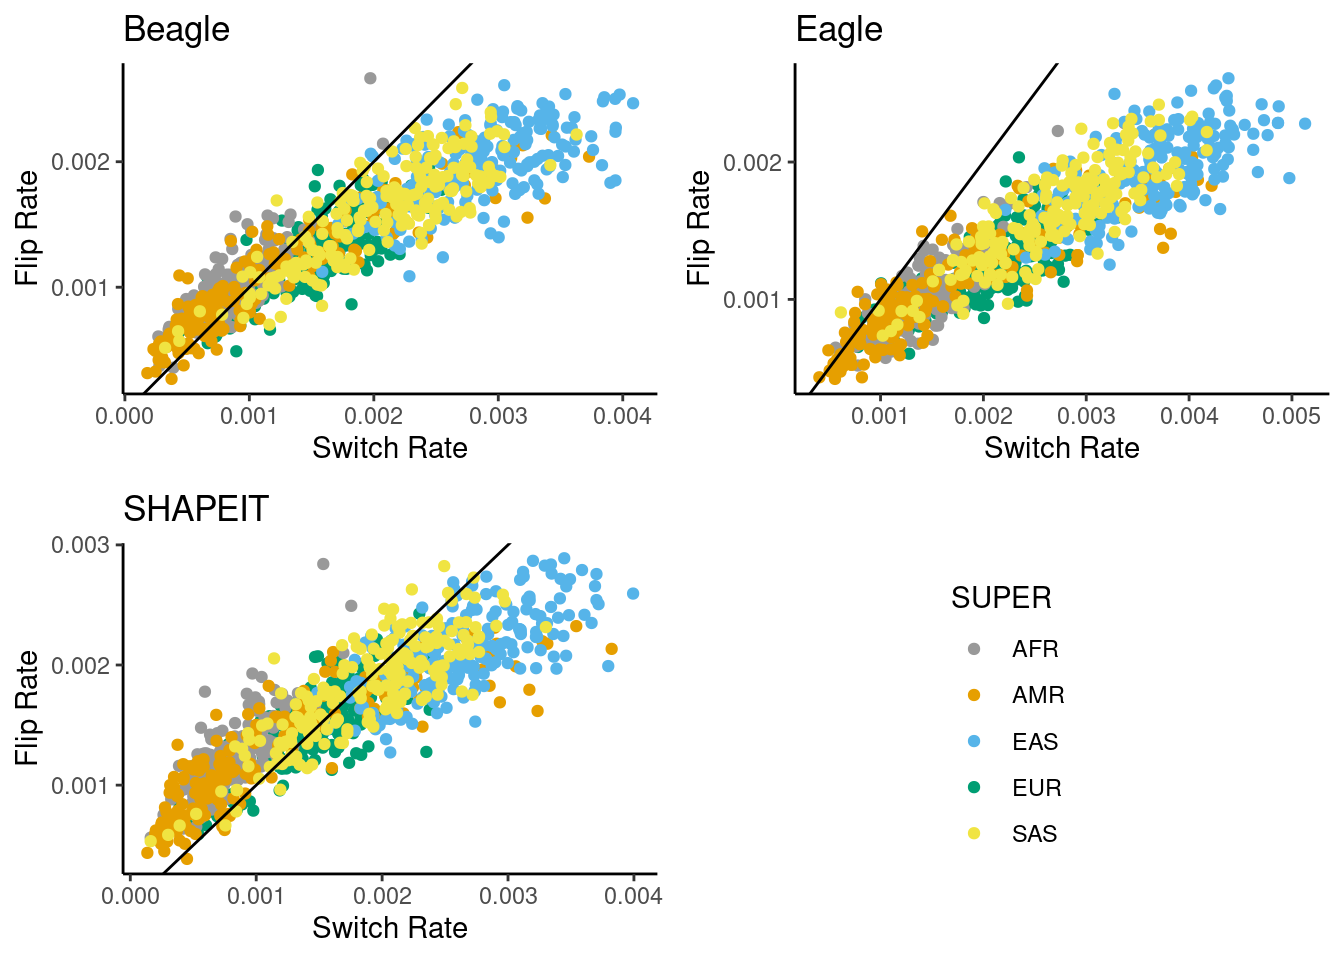 Beagle
Flip Rate
0.002
0.001
0.000 0.001 0.002 0.003 0.004
Switch Rate
Eagle
Flip Rate
0.002
0.001
0.001 0.002 0.003 0.004 0.005
Switch Rate
SHAPEIT
Flip Rate
0.003
0.002
0.001
0.000 0.001 0.002 0.003 0.004
Switch Rate
SUPER
AFR
AMR
EAS
EUR
SAS